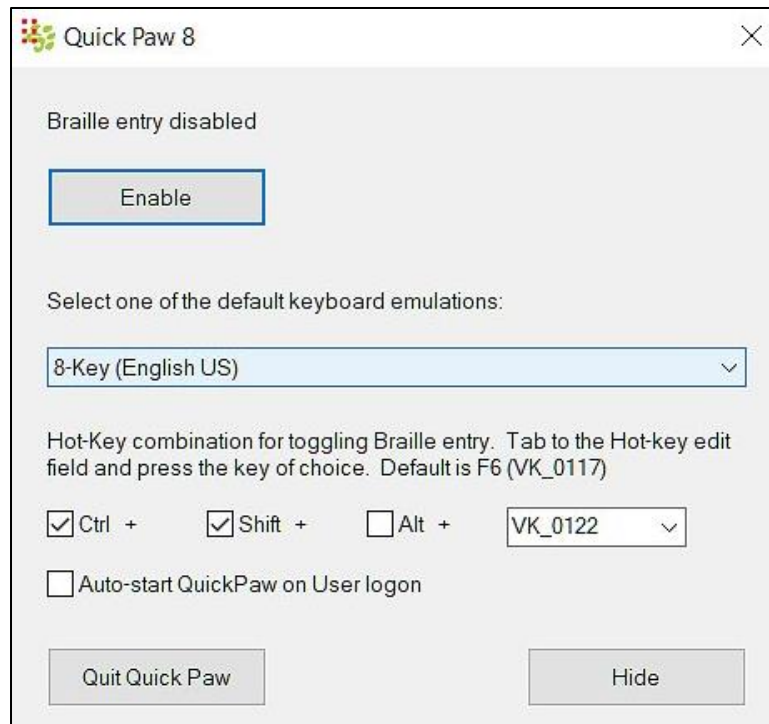 Quick Paw 8
Braille entry disabled
Enable
Select one of the default keyboard emulations:
8-Key (English US)
Hot-Key combination for toggling Braille entry. Tab to the Hot-key edit
field and press the key of choice. Default is F6 (VK_0117)
Ctrl + Shift + Alt + VK_0122
Auto-start QuickPaw on User logon
Quit Quick Paw Hide